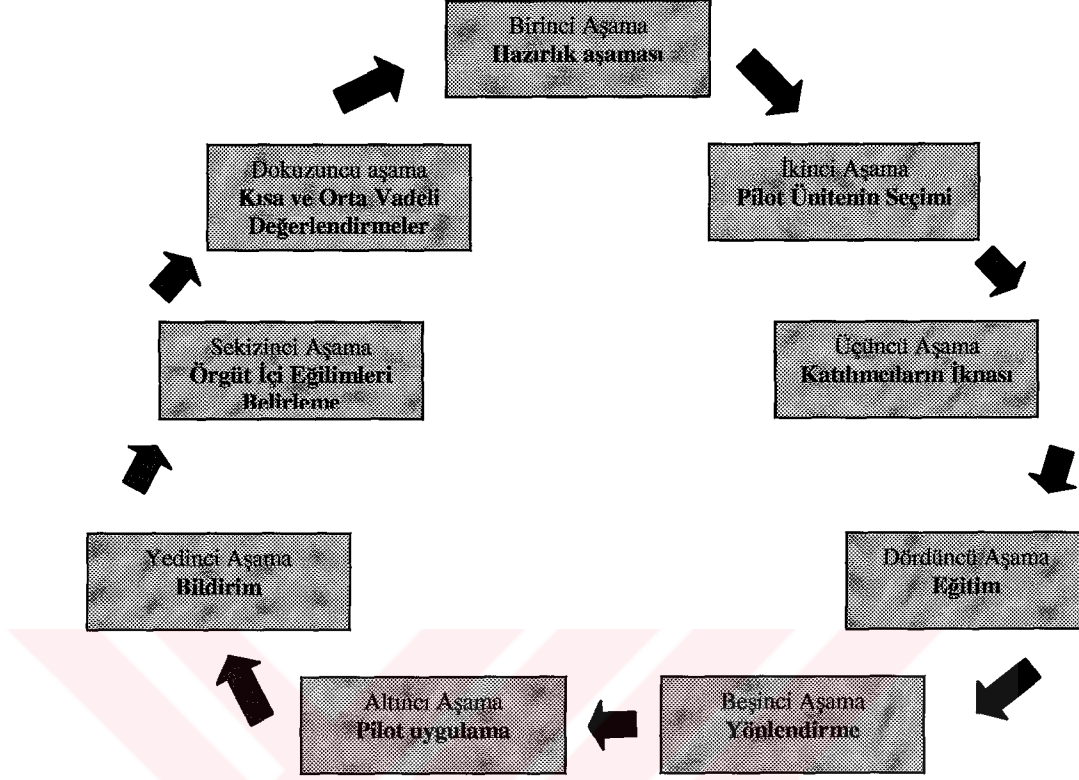 Birinci Aşama
Hazırlık aşaması
İkinci Aşama
Pilot Ünitenin Seçimi
Üçüncü Aşama
Katılımcıların İknası
Dördüncü Aşama
Eğitim
Beşinci Aşama
Yönlendirme
Altıncı Aşama
Pilot uygulama
Yedinci Aşama
Bildirim
Sekizinci Aşama
Örgüt İçi Eğilimleri
Belirleme
Dokuzuncu aşama
Kısa ve Orta Vadeli
Değerlendirmeler